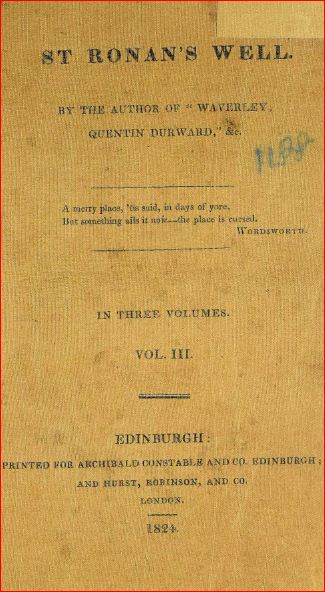 ST RONAN'S WELL.
BY THE AUTHOR OF "WAVERLEY,
QUENTIN DURWARD," &c.
1188
A merry place, 'tis said, in days of yore,
But something ails it now—the place is cursed.
WORDSWORTH.
IN THREE VOLUMES.
VOL. III.
EDINBURGH:
PRINTED FOR ARCHIBALD CONSTABLE AND CO. EDINBURGH;
AND HURST, ROBINSON, AND CO.
LONDON.
1824.